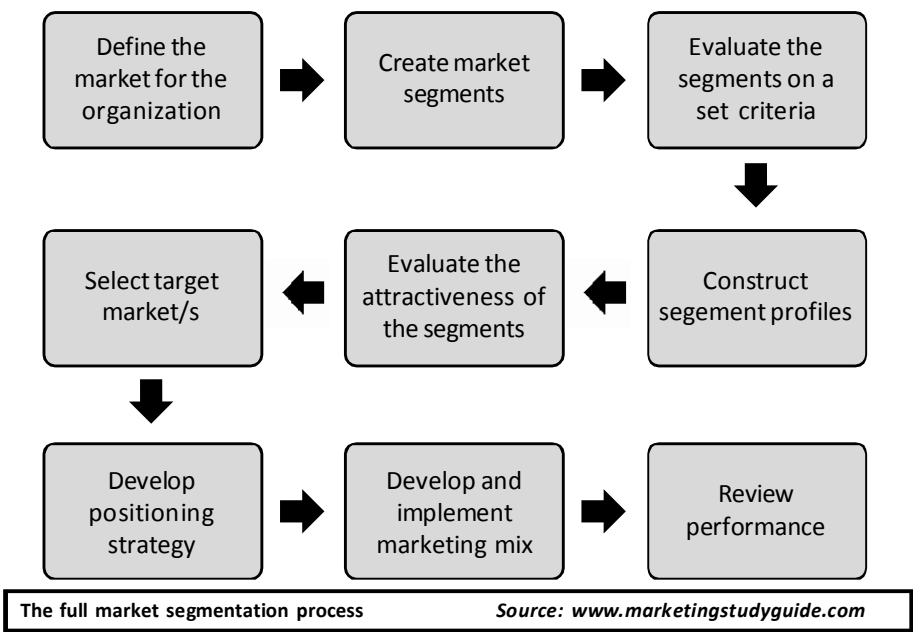 Define the
market for the
organization
Create market
segments
Evaluate the
segments on a
set criteria
Construct
segement profiles
Evaluate the
attractiveness of
the segments
Select target
market/s
Develop
positioning
strategy
Develop and
implement
marketing mix
Review
performance
The full market segmentation process Source: www.marketingstudyguide.com